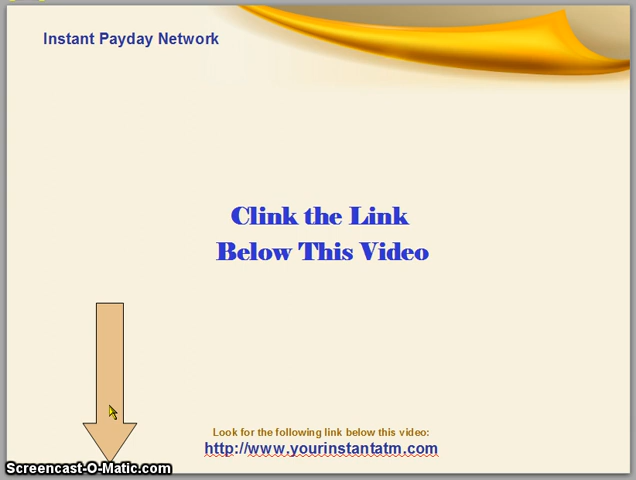 Instant Payday Network
Clink the Link
Below This Video
Look for the following link below this video:
http://www.yourinstantatm.com
Screencast-O-Matic.com